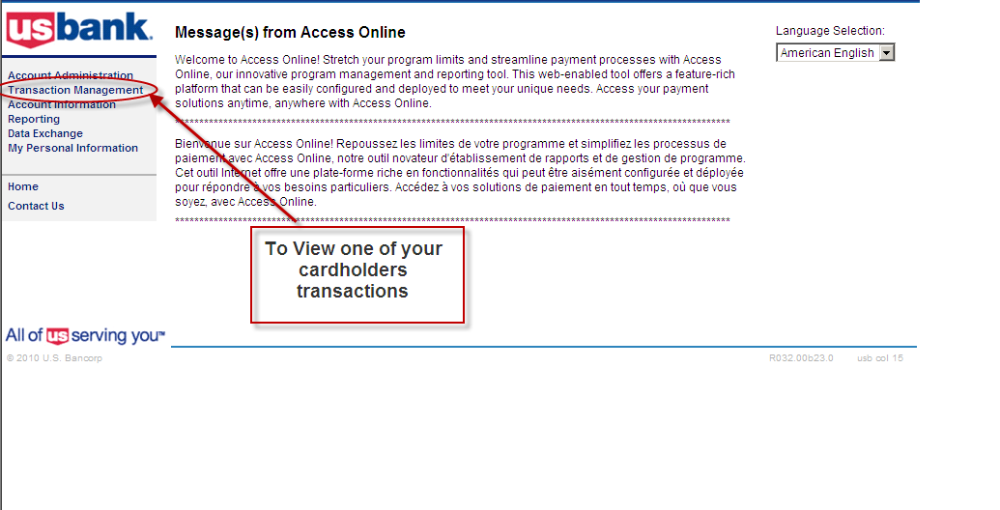 usbank.
Account Administration
Transaction Management
Account Information
Reporting
Data Exchange
My Personal Information
Home
Contact Us
Message(s) from Access Online
Welcome to Access Online! Stretch your program limits and streamline payment processes with Access
Online, our innovative program management and reporting tool. This web-enabled tool offers a feature-rich
platform that can be easily configured and deployed to meet your unique needs. Access your payment
solutions anytime, anywhere with Access Online.
*******************************************************************************************************************
Bienvenue sur Access Online! Repoussez les limites de votre programme et simplifiez les processus de
paiement avec Access Online, notre outil novateur d'établissement de rapports et de gestion de programme.
Cet outil Internet offre une plate-forme riche en fonctionnalités qui peut être aisément configurée et déployée
pour répondre à vos besoins particuliers. Accédez à vos solutions de paiement en tout temps, où que vous
soyez, avec Access Online.
*******************************************************************************************************************
Language Selection:
American English
To View one of your
cardholders
transactions
All of us serving you℠
© 2010 U.S. Bancorp
R032.00b23.0 usb col 15